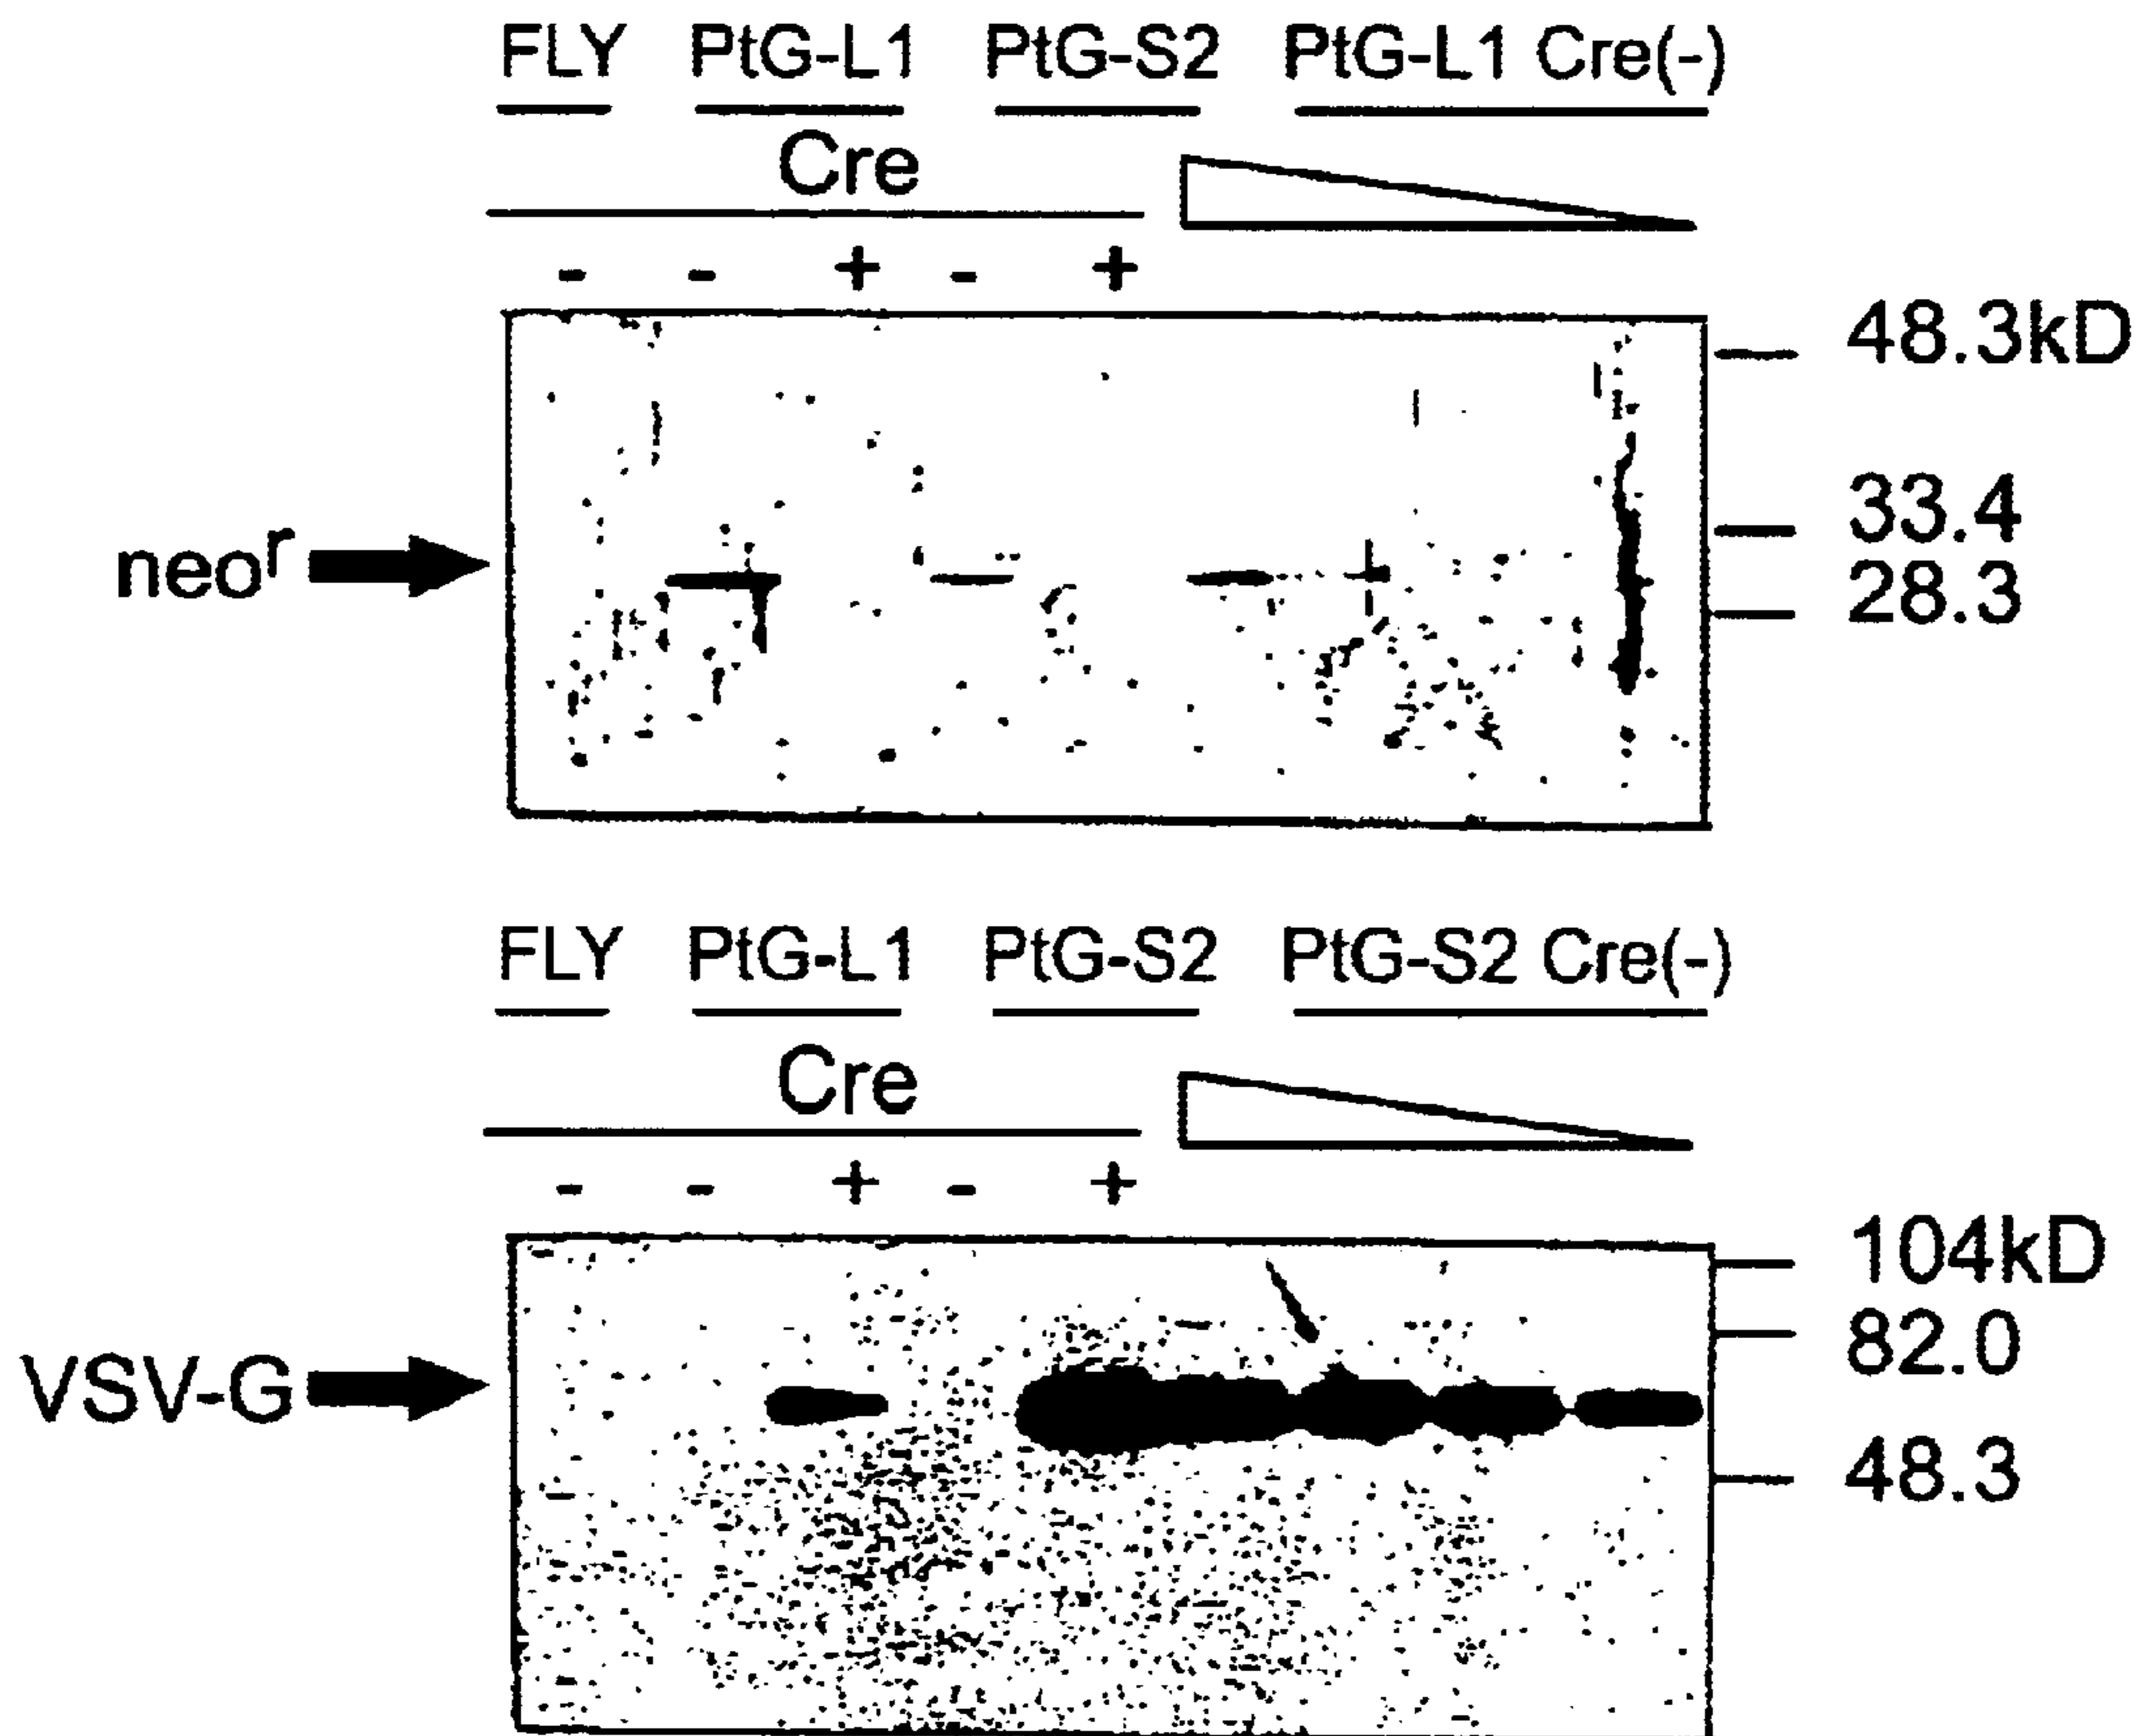 FLY PtG-L1 PtG-S2 PtG-L1 Cre(-)
Cre
- - + - +
48.3kD
33.4
neoʳ
28.3
FLY PtG-L1 PtG-S2 PtG-S2 Cre(-)
Cre
- - + - +
104kD
82.0
VSV-G
48.3